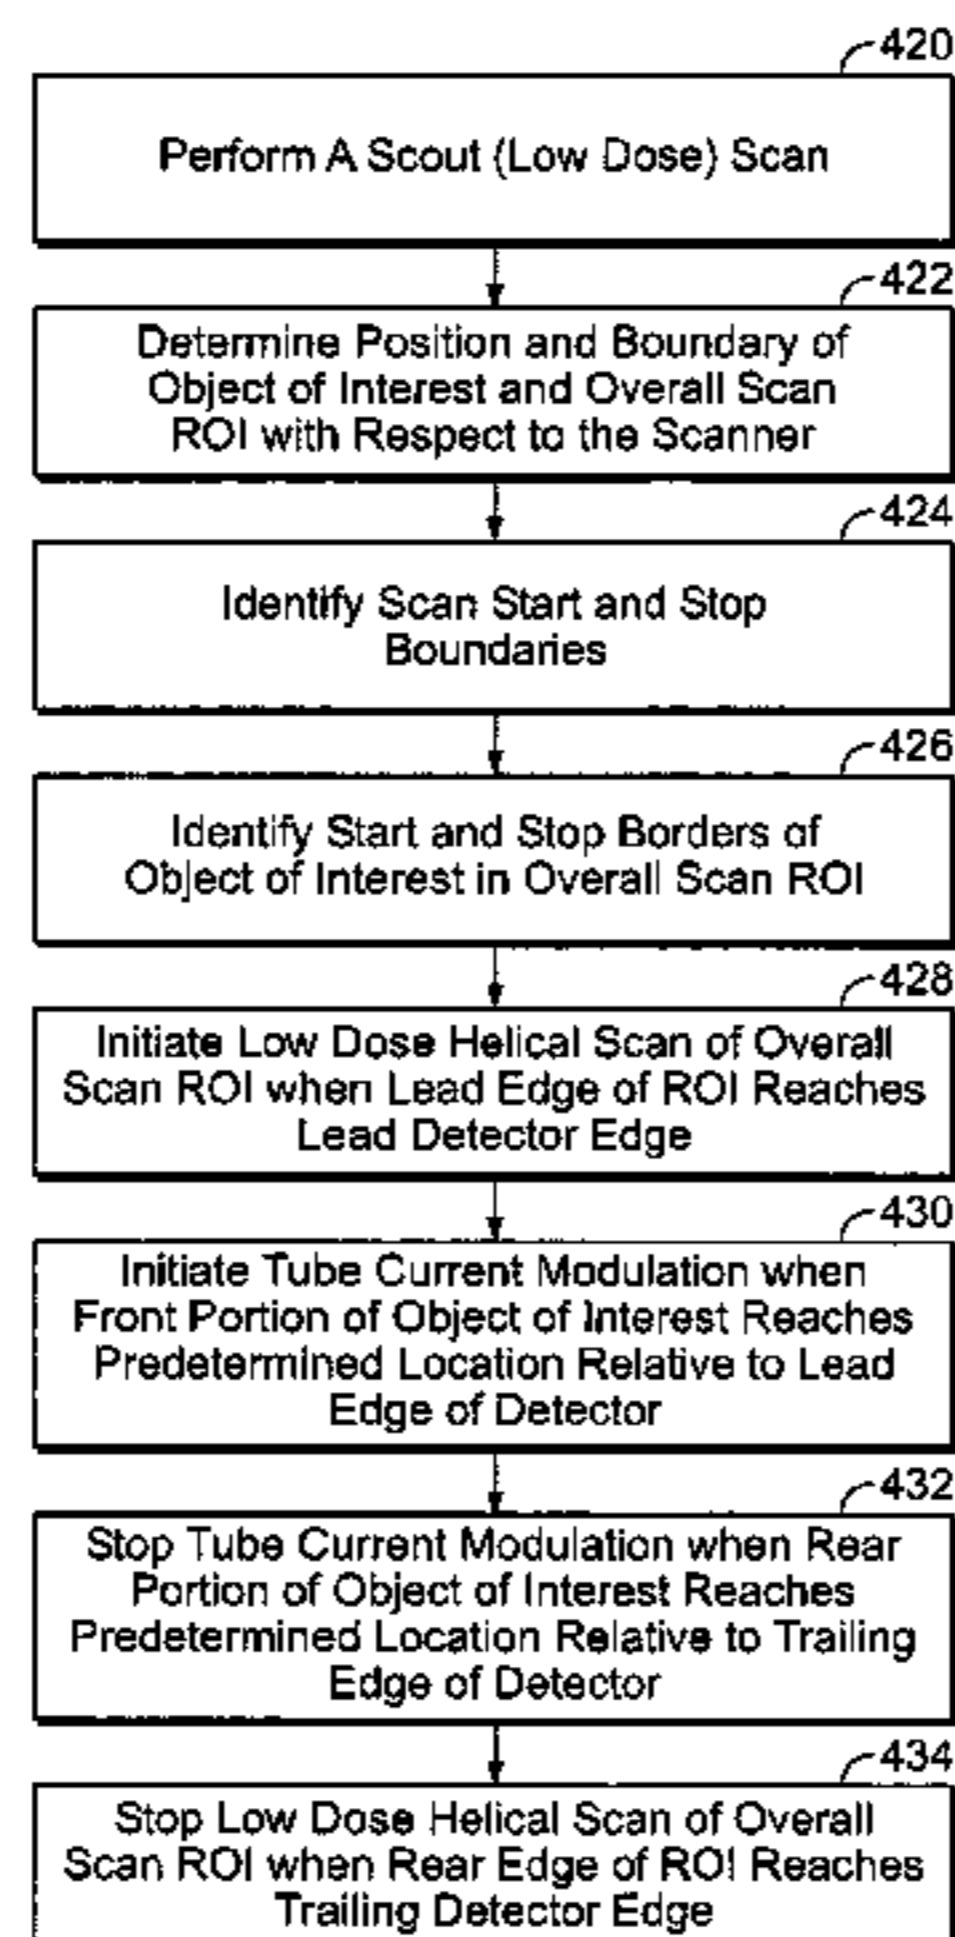 420
Perform A Scout (Low Dose) Scan
422
Determine Position and Boundary of
Object of Interest and Overall Scan
ROI with Respect to the Scanner
424
Identify Scan Start and Stop
Boundaries
426
Identify Start and Stop Borders of
Object of Interest in Overall Scan ROI
428
Initiate Low Dose Helical Scan of Overall
Scan ROI when Lead Edge of ROI Reaches
Lead Detector Edge
430
Initiate Tube Current Modulation when
Front Portion of Object of Interest Reaches
Predetermined Location Relative to Lead
Edge of Detector
432
Stop Tube Current Modulation when Rear
Portion of Object of Interest Reaches
Predetermined Location Relative to Trailing
Edge of Detector
434
Stop Low Dose Helical Scan of Overall
Scan ROI when Rear Edge of ROI Reaches
Trailing Detector Edge